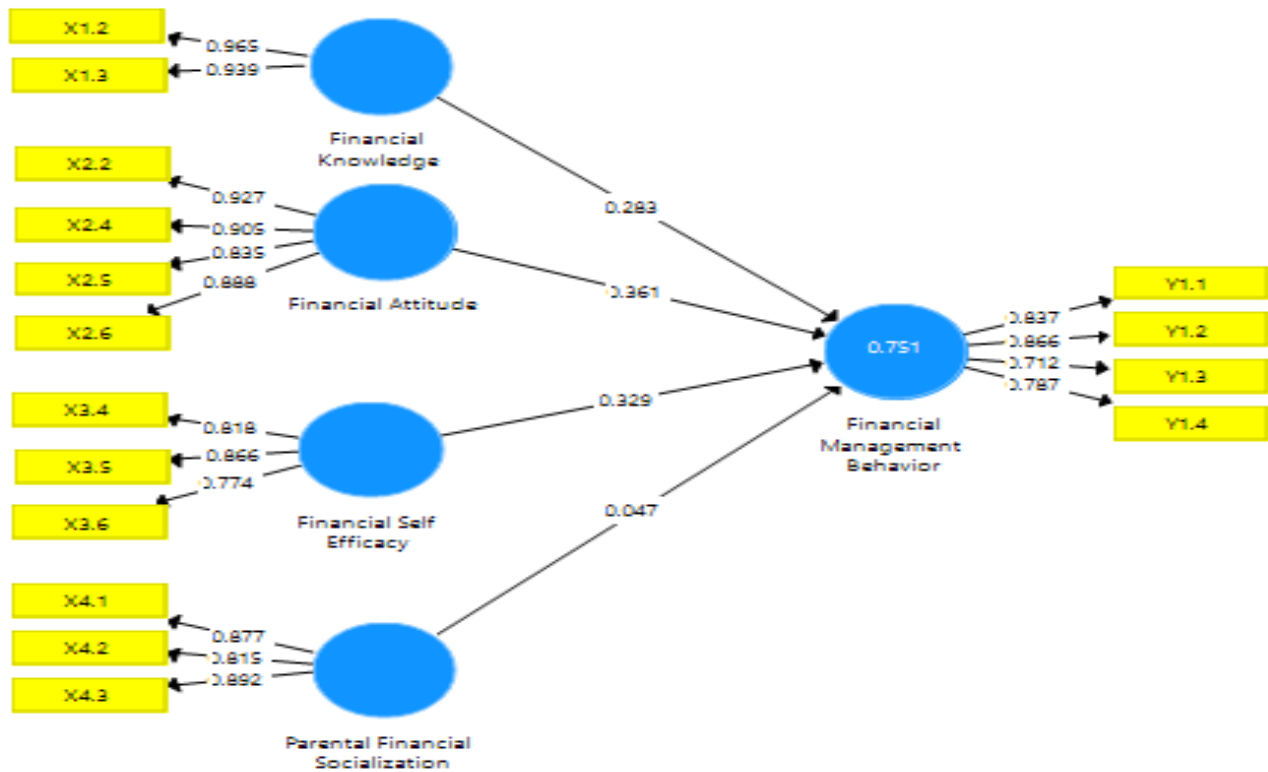 X1.2
0.965
X1.3
0.939
Financial
Knowledge
X2.2
0.927
X2.4
0.905
X2.5
0.835
X2.6
0.888
Financial Attitude
X3.4
0.818
X3.5
0.866
X3.6
0.774
Financial Self
Efficacy
X4.1
0.877
X4.2
0.815
X4.3
0.892
Parental Financial
Socialization
0.283
0.361
0.329
0.047
0.751
Financial
Management
Behavior
0.837
Y1.1
0.866
Y1.2
0.712
Y1.3
0.787
Y1.4